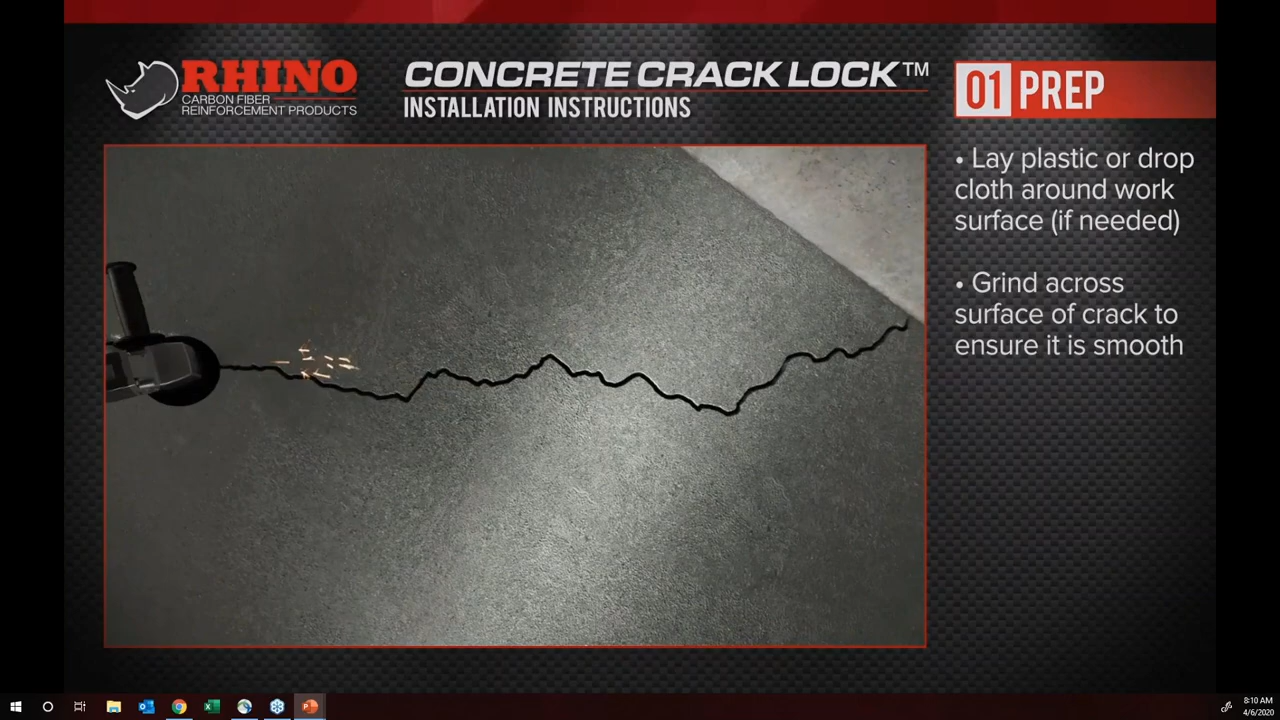 RHINO
CARBON FIBER
REINFORCEMENT PRODUCTS
CONCRETE CRACK LOCK™
INSTALLATION INSTRUCTIONS
01 PREP
• Lay plastic or drop
cloth around work
surface (if needed)
• Grind across
surface of crack to
ensure it is smooth
8:10 AM
4/6/2020